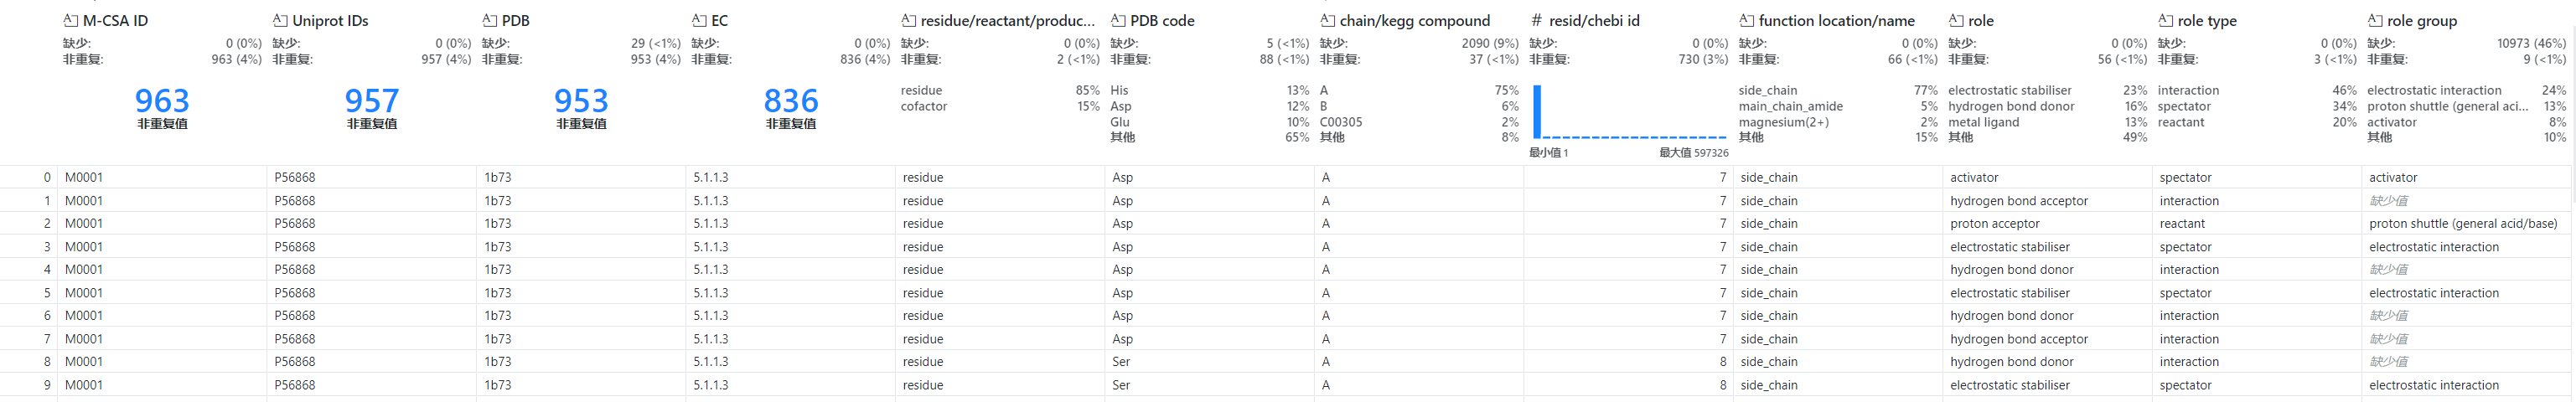 M-CSA ID Uniprot IDs PDB EC residue/reactant/produc... PDB code chain/kegg compound # resid/chebi id function location/name role role type role group
缺少: 0 (0%) 缺少: 0 (0%) 缺少: 29 (<1%) 缺少: 0 (0%) 缺少: 0 (0%) 缺少: 5 (<1%) 缺少: 2090 (9%) 缺少: 0 (0%) 缺少: 0 (0%) 缺少: 0 (0%) 缺少: 0 (0%) 缺少: 10973 (46%)
非重复: 963 (4%) 非重复: 957 (4%) 非重复: 953 (4%) 非重复: 836 (4%) 非重复: 2 (<1%) 非重复: 88 (<1%) 非重复: 37 (<1%) 非重复: 730 (3%) 非重复: 66 (<1%) 非重复: 56 (<1%) 非重复: 3 (<1%) 非重复: 9 (<1%)
963 957 953 836
非重复值 非重复值 非重复值 非重复值
residue 85% His 13% A 75% side_chain 77% electrostatic stabiliser 23% interaction 46% electrostatic interaction 24%
cofactor 15% Asp 12% B 6% main_chain_amide 5% hydrogen bond donor 16% spectator 34% proton shuttle (general aci... 13%
Glu 10% C00305 2% magnesium(2+) 2% metal ligand 13% reactant 20% activator 8%
其他 65% 其他 8% 其他 15% 其他 49% 其他 10%
最小值 1 最大值 597326
0 M0001 P56868 1b73 5.1.1.3 residue Asp A 7 side_chain activator spectator activator
1 M0001 P56868 1b73 5.1.1.3 residue Asp A 7 side_chain hydrogen bond acceptor interaction 缺少值
2 M0001 P56868 1b73 5.1.1.3 residue Asp A 7 side_chain proton acceptor reactant proton shuttle (general acid/base)
3 M0001 P56868 1b73 5.1.1.3 residue Asp A 7 side_chain electrostatic stabiliser spectator electrostatic interaction
4 M0001 P56868 1b73 5.1.1.3 residue Asp A 7 side_chain hydrogen bond donor interaction 缺少值
5 M0001 P56868 1b73 5.1.1.3 residue Asp A 7 side_chain electrostatic stabiliser spectator electrostatic interaction
6 M0001 P56868 1b73 5.1.1.3 residue Asp A 7 side_chain hydrogen bond donor interaction 缺少值
7 M0001 P56868 1b73 5.1.1.3 residue Asp A 7 side_chain hydrogen bond acceptor interaction 缺少值
8 M0001 P56868 1b73 5.1.1.3 residue Ser A 8 side_chain hydrogen bond donor interaction 缺少值
9 M0001 P56868 1b73 5.1.1.3 residue Ser A 8 side_chain electrostatic stabiliser spectator electrostatic interaction